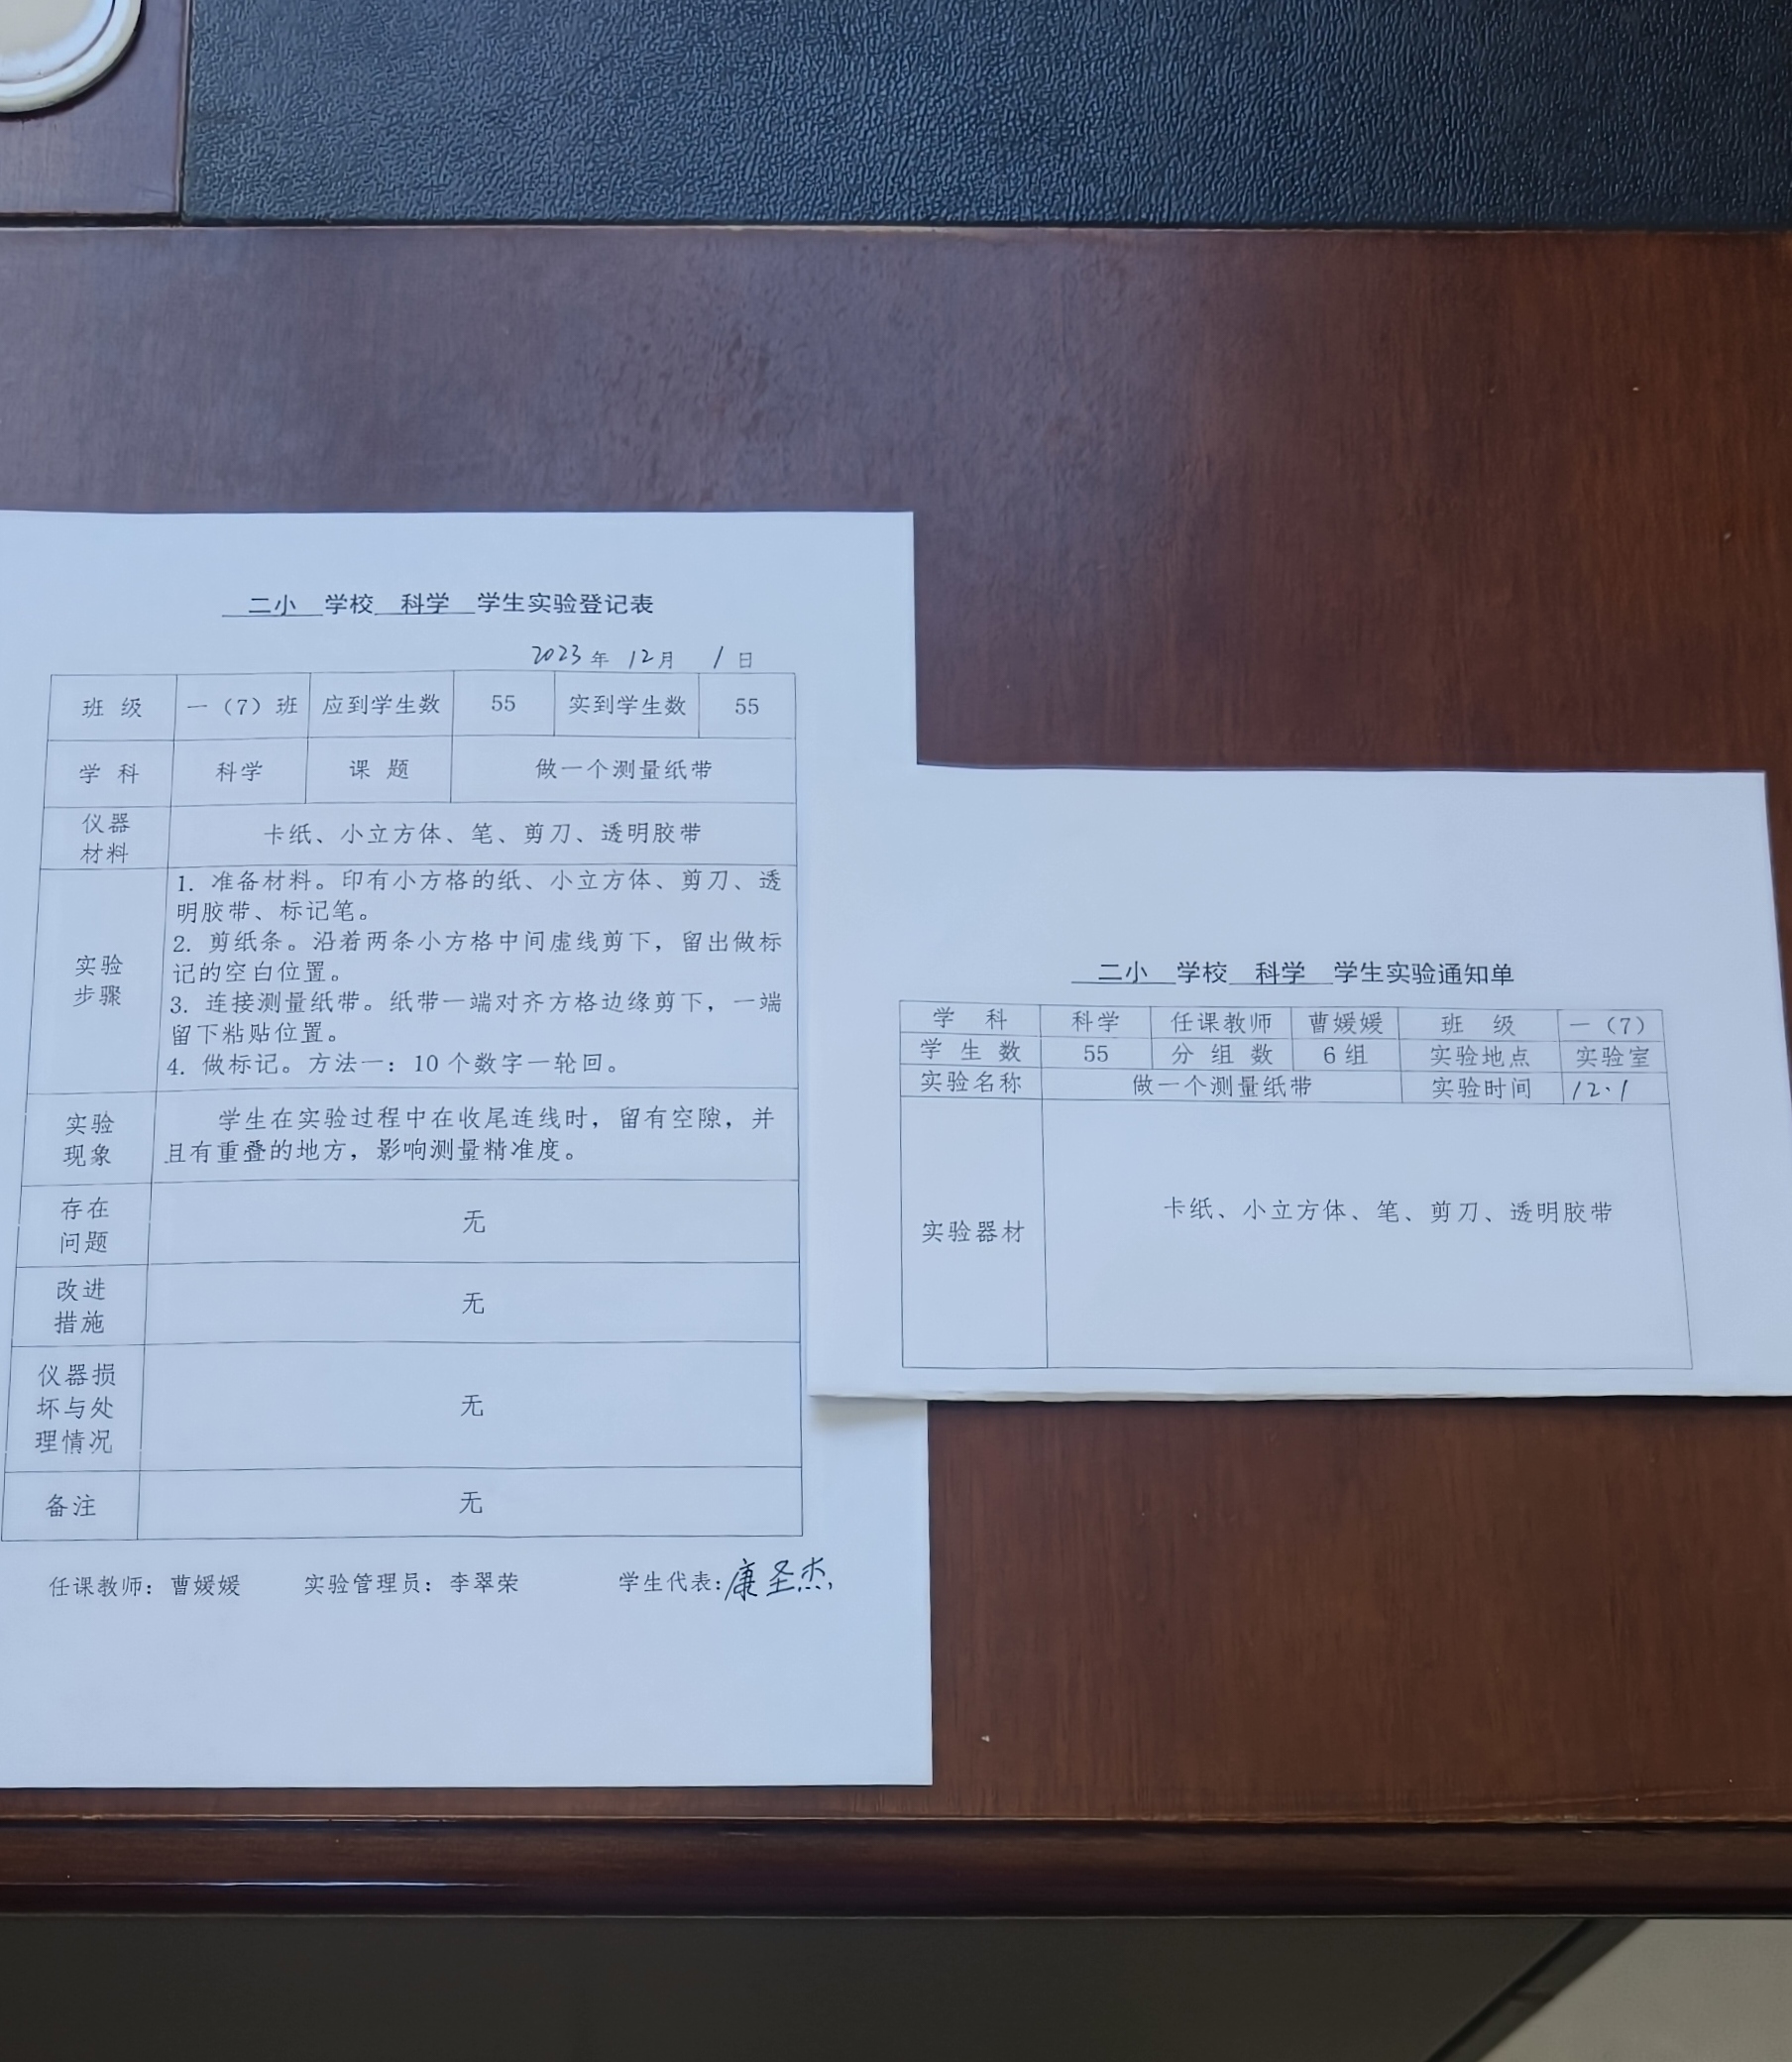 二小 学校 科学 学生实验登记表
2023 年 12 月 1 日
班 级 一（7）班 应到学生数 55 实到学生数 55
学 科 科学 课 题 做一个测量纸带
仪器
材料
卡纸、小立方体、笔、剪刀、透明胶带
实验
步骤
1. 准备材料。印有小方格的纸、小立方体、剪刀、透
明胶带、标记笔。
2. 剪纸条。沿着两条小方格中间虚线剪下，留出做标
记的空白位置。
3. 连接测量纸带。纸带一端对齐方格边缘剪下，一端
留下粘贴位置。
4. 做标记。方法一：10 个数字一轮回。
实验
现象
学生在实验过程中在收尾连线时，留有空隙，并
且有重叠的地方，影响测量精准度。
存在
问题
无
改进
措施
无
仪器损
坏与处
理情况
无
备注 无
任课教师：曹媛媛 实验管理员：李翠荣 学生代表：康圣杰
二小 学校 科学 学生实验通知单
学 科 科学 任课教师 曹媛媛 班 级 一（7）
学 生 数 55 分 组 数 6 组 实验地点 实验室
实验名称 做一个测量纸带 实验时间 12.1
实验器材 卡纸、小立方体、笔、剪刀、透明胶带